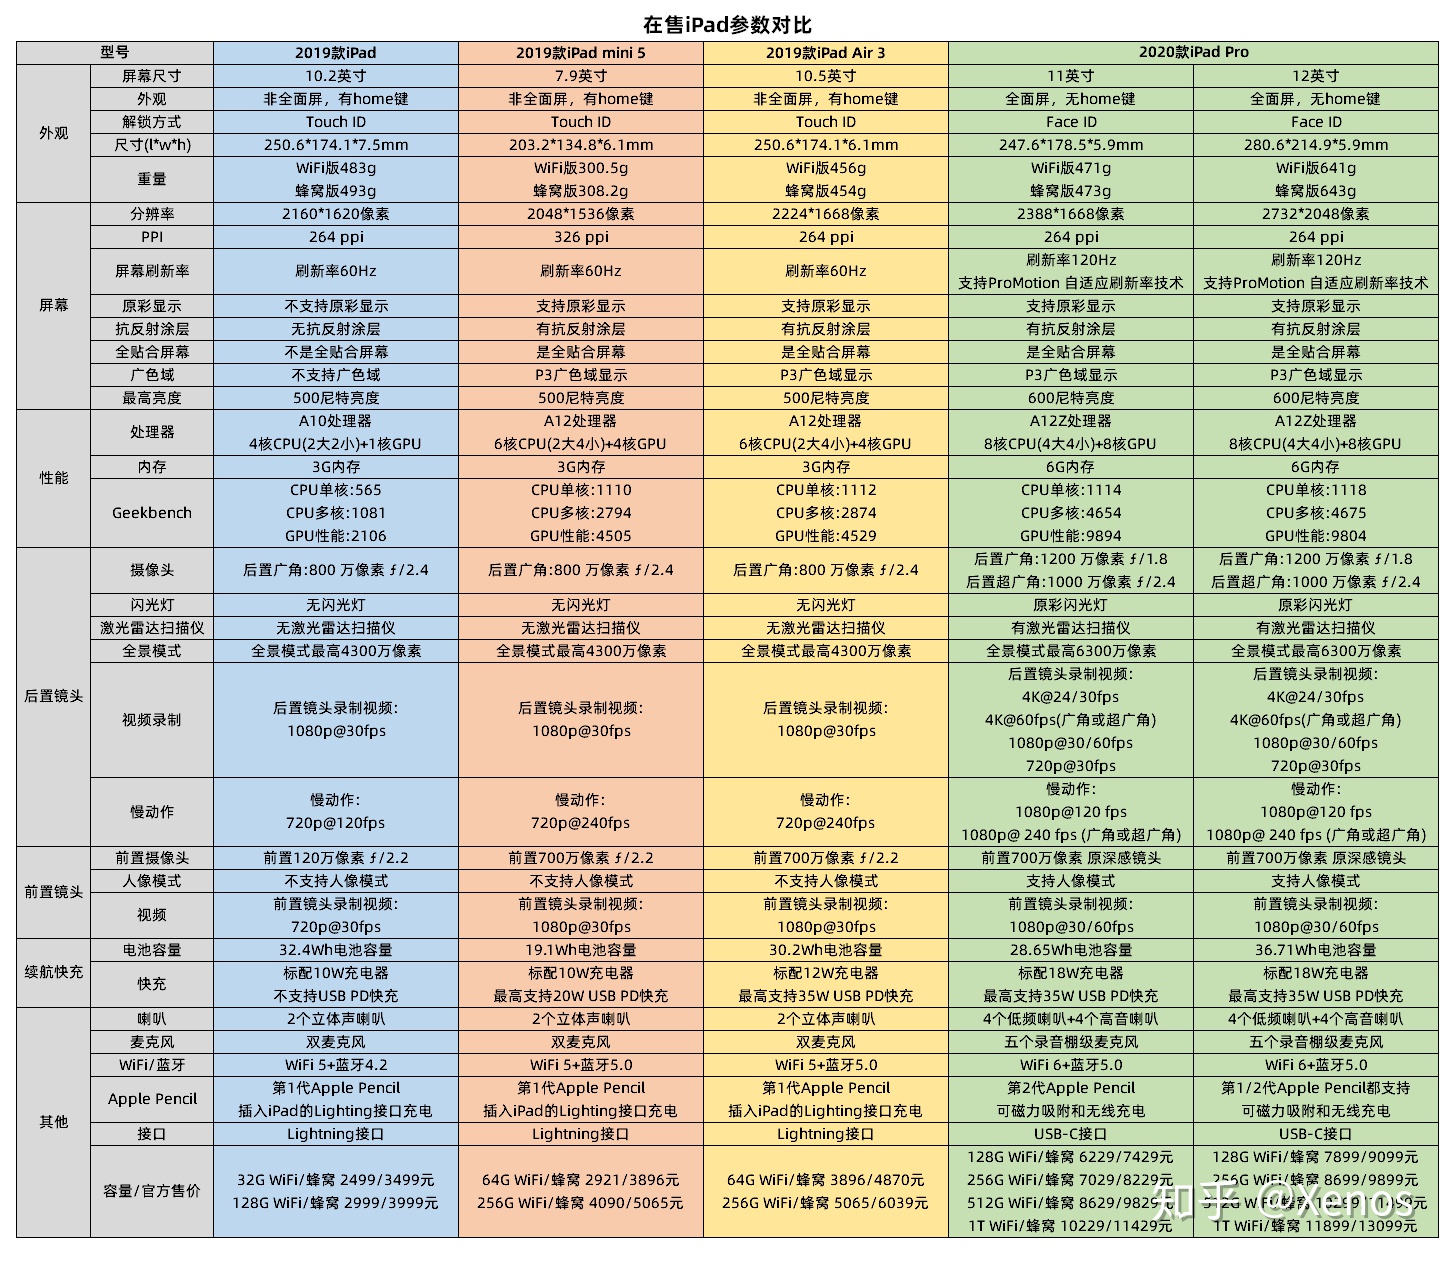 在售iPad参数对比
型号 2019款iPad 2019款iPad mini 5 2019款iPad Air 3 2020款iPad Pro
外观
屏幕尺寸 10.2英寸 7.9英寸 10.5英寸 11英寸 12英寸
外观 非全面屏，有home键 非全面屏，有home键 非全面屏，有home键 全面屏，无home键 全面屏，无home键
解锁方式 Touch ID Touch ID Touch ID Face ID Face ID
尺寸(l*w*h) 250.6*174.1*7.5mm 203.2*134.8*6.1mm 250.6*174.1*6.1mm 247.6*178.5*5.9mm 280.6*214.9*5.9mm
重量 WiFi版483g WiFi版300.5g WiFi版456g WiFi版471g WiFi版641g
蜂窝版493g 蜂窝版308.2g 蜂窝版454g 蜂窝版473g 蜂窝版643g
屏幕
分辨率 2160*1620像素 2048*1536像素 2224*1668像素 2388*1668像素 2732*2048像素
PPI 264 ppi 326 ppi 264 ppi 264 ppi 264 ppi
屏幕刷新率 刷新率60Hz 刷新率60Hz 刷新率60Hz 刷新率120Hz 刷新率120Hz
支持ProMotion 自适应刷新率技术 支持ProMotion 自适应刷新率技术
原彩显示 不支持原彩显示 支持原彩显示 支持原彩显示 支持原彩显示 支持原彩显示
抗反射涂层 无抗反射涂层 有抗反射涂层 有抗反射涂层 有抗反射涂层 有抗反射涂层
全贴合屏幕 不是全贴合屏幕 是全贴合屏幕 是全贴合屏幕 是全贴合屏幕 是全贴合屏幕
广色域 不支持广色域 P3广色域显示 P3广色域显示 P3广色域显示 P3广色域显示
最高亮度 500尼特亮度 500尼特亮度 500尼特亮度 600尼特亮度 600尼特亮度
性能
处理器 A10处理器 A12处理器 A12处理器 A12Z处理器 A12Z处理器
4核CPU(2大2小)+1核GPU 6核CPU(2大4小)+4核GPU 6核CPU(2大4小)+4核GPU 8核CPU(4大4小)+8核GPU 8核CPU(4大4小)+8核GPU
内存 3G内存 3G内存 3G内存 6G内存 6G内存
Geekbench CPU单核:565 CPU单核:1110 CPU单核:1112 CPU单核:1114 CPU单核:1118
CPU多核:1081 CPU多核:2794 CPU多核:2874 CPU多核:4654 CPU多核:4675
GPU性能:2106 GPU性能:4505 GPU性能:4529 GPU性能:9894 GPU性能:9804
后置镜头
摄像头 后置广角:800 万像素 ƒ/2.4 后置广角:800 万像素 ƒ/2.4 后置广角:800 万像素 ƒ/2.4 后置广角:1200 万像素 ƒ/1.8 后置广角:1200 万像素 ƒ/1.8
后置超广角:1000 万像素 ƒ/2.4 后置超广角:1000 万像素 ƒ/2.4
闪光灯 无闪光灯 无闪光灯 无闪光灯 原彩闪光灯 原彩闪光灯
激光雷达扫描仪 无激光雷达扫描仪 无激光雷达扫描仪 无激光雷达扫描仪 有激光雷达扫描仪 有激光雷达扫描仪
全景模式 全景模式最高4300万像素 全景模式最高4300万像素 全景模式最高4300万像素 全景模式最高6300万像素 全景模式最高6300万像素
视频录制 后置镜头录制视频: 后置镜头录制视频: 后置镜头录制视频: 后置镜头录制视频: 后置镜头录制视频:
1080p@30fps 1080p@30fps 1080p@30fps 4K@24/30fps 4K@24/30fps
4K@60fps(广角或超广角) 4K@60fps(广角或超广角)
1080p@30/60fps 1080p@30/60fps
720p@30fps 720p@30fps
慢动作 慢动作: 慢动作: 慢动作: 慢动作: 慢动作:
720p@120fps 720p@240fps 720p@240fps 1080p@120 fps 1080p@120 fps
1080p@ 240 fps (广角或超广角) 1080p@ 240 fps (广角或超广角)
前置镜头
前置摄像头 前置120万像素 ƒ/2.2 前置700万像素 ƒ/2.2 前置700万像素 ƒ/2.2 前置700万像素 原深感镜头 前置700万像素 原深感镜头
人像模式 不支持人像模式 不支持人像模式 不支持人像模式 支持人像模式 支持人像模式
视频 前置镜头录制视频: 前置镜头录制视频: 前置镜头录制视频: 前置镜头录制视频: 前置镜头录制视频:
720p@30fps 1080p@30fps 1080p@30fps 1080p@30/60fps 1080p@30/60fps
续航快充
电池容量 32.4Wh电池容量 19.1Wh电池容量 30.2Wh电池容量 28.65Wh电池容量 36.71Wh电池容量
快充 标配10W充电器 标配10W充电器 标配12W充电器 标配18W充电器 标配18W充电器
不支持USB PD快充 最高支持20W USB PD快充 最高支持35W USB PD快充 最高支持35W USB PD快充 最高支持35W USB PD快充
其他
喇叭 2个立体声喇叭 2个立体声喇叭 2个立体声喇叭 4个低频喇叭+4个高音喇叭 4个低频喇叭+4个高音喇叭
麦克风 双麦克风 双麦克风 双麦克风 五个录音棚级麦克风 五个录音棚级麦克风
WiFi/蓝牙 WiFi 5+蓝牙4.2 WiFi 5+蓝牙5.0 WiFi 5+蓝牙5.0 WiFi 6+蓝牙5.0 WiFi 6+蓝牙5.0
Apple Pencil 第1代Apple Pencil 第1代Apple Pencil 第1代Apple Pencil 第2代Apple Pencil 第1/2代Apple Pencil都支持
插入iPad的Lighting接口充电 插入iPad的Lighting接口充电 插入iPad的Lighting接口充电 可磁力吸附和无线充电 可磁力吸附和无线充电
接口 Lightning接口 Lightning接口 Lightning接口 USB-C接口 USB-C接口
容量/官方售价 32G WiFi/蜂窝 2499/3499元 64G WiFi/蜂窝 2921/3896元 64G WiFi/蜂窝 3896/4870元 128G WiFi/蜂窝 6229/7429元 128G WiFi/蜂窝 7899/9099元
128G WiFi/蜂窝 2999/3999元 256G WiFi/蜂窝 4090/5065元 256G WiFi/蜂窝 5065/6039元 256G WiFi/蜂窝 7029/8229元 256G WiFi/蜂窝 8699/9899元
512G WiFi/蜂窝 8629/9829元 512G WiFi/蜂窝
1T WiFi/蜂窝 10229/11429元 1T WiFi/蜂窝 11899/13099元
知乎 @Xenos